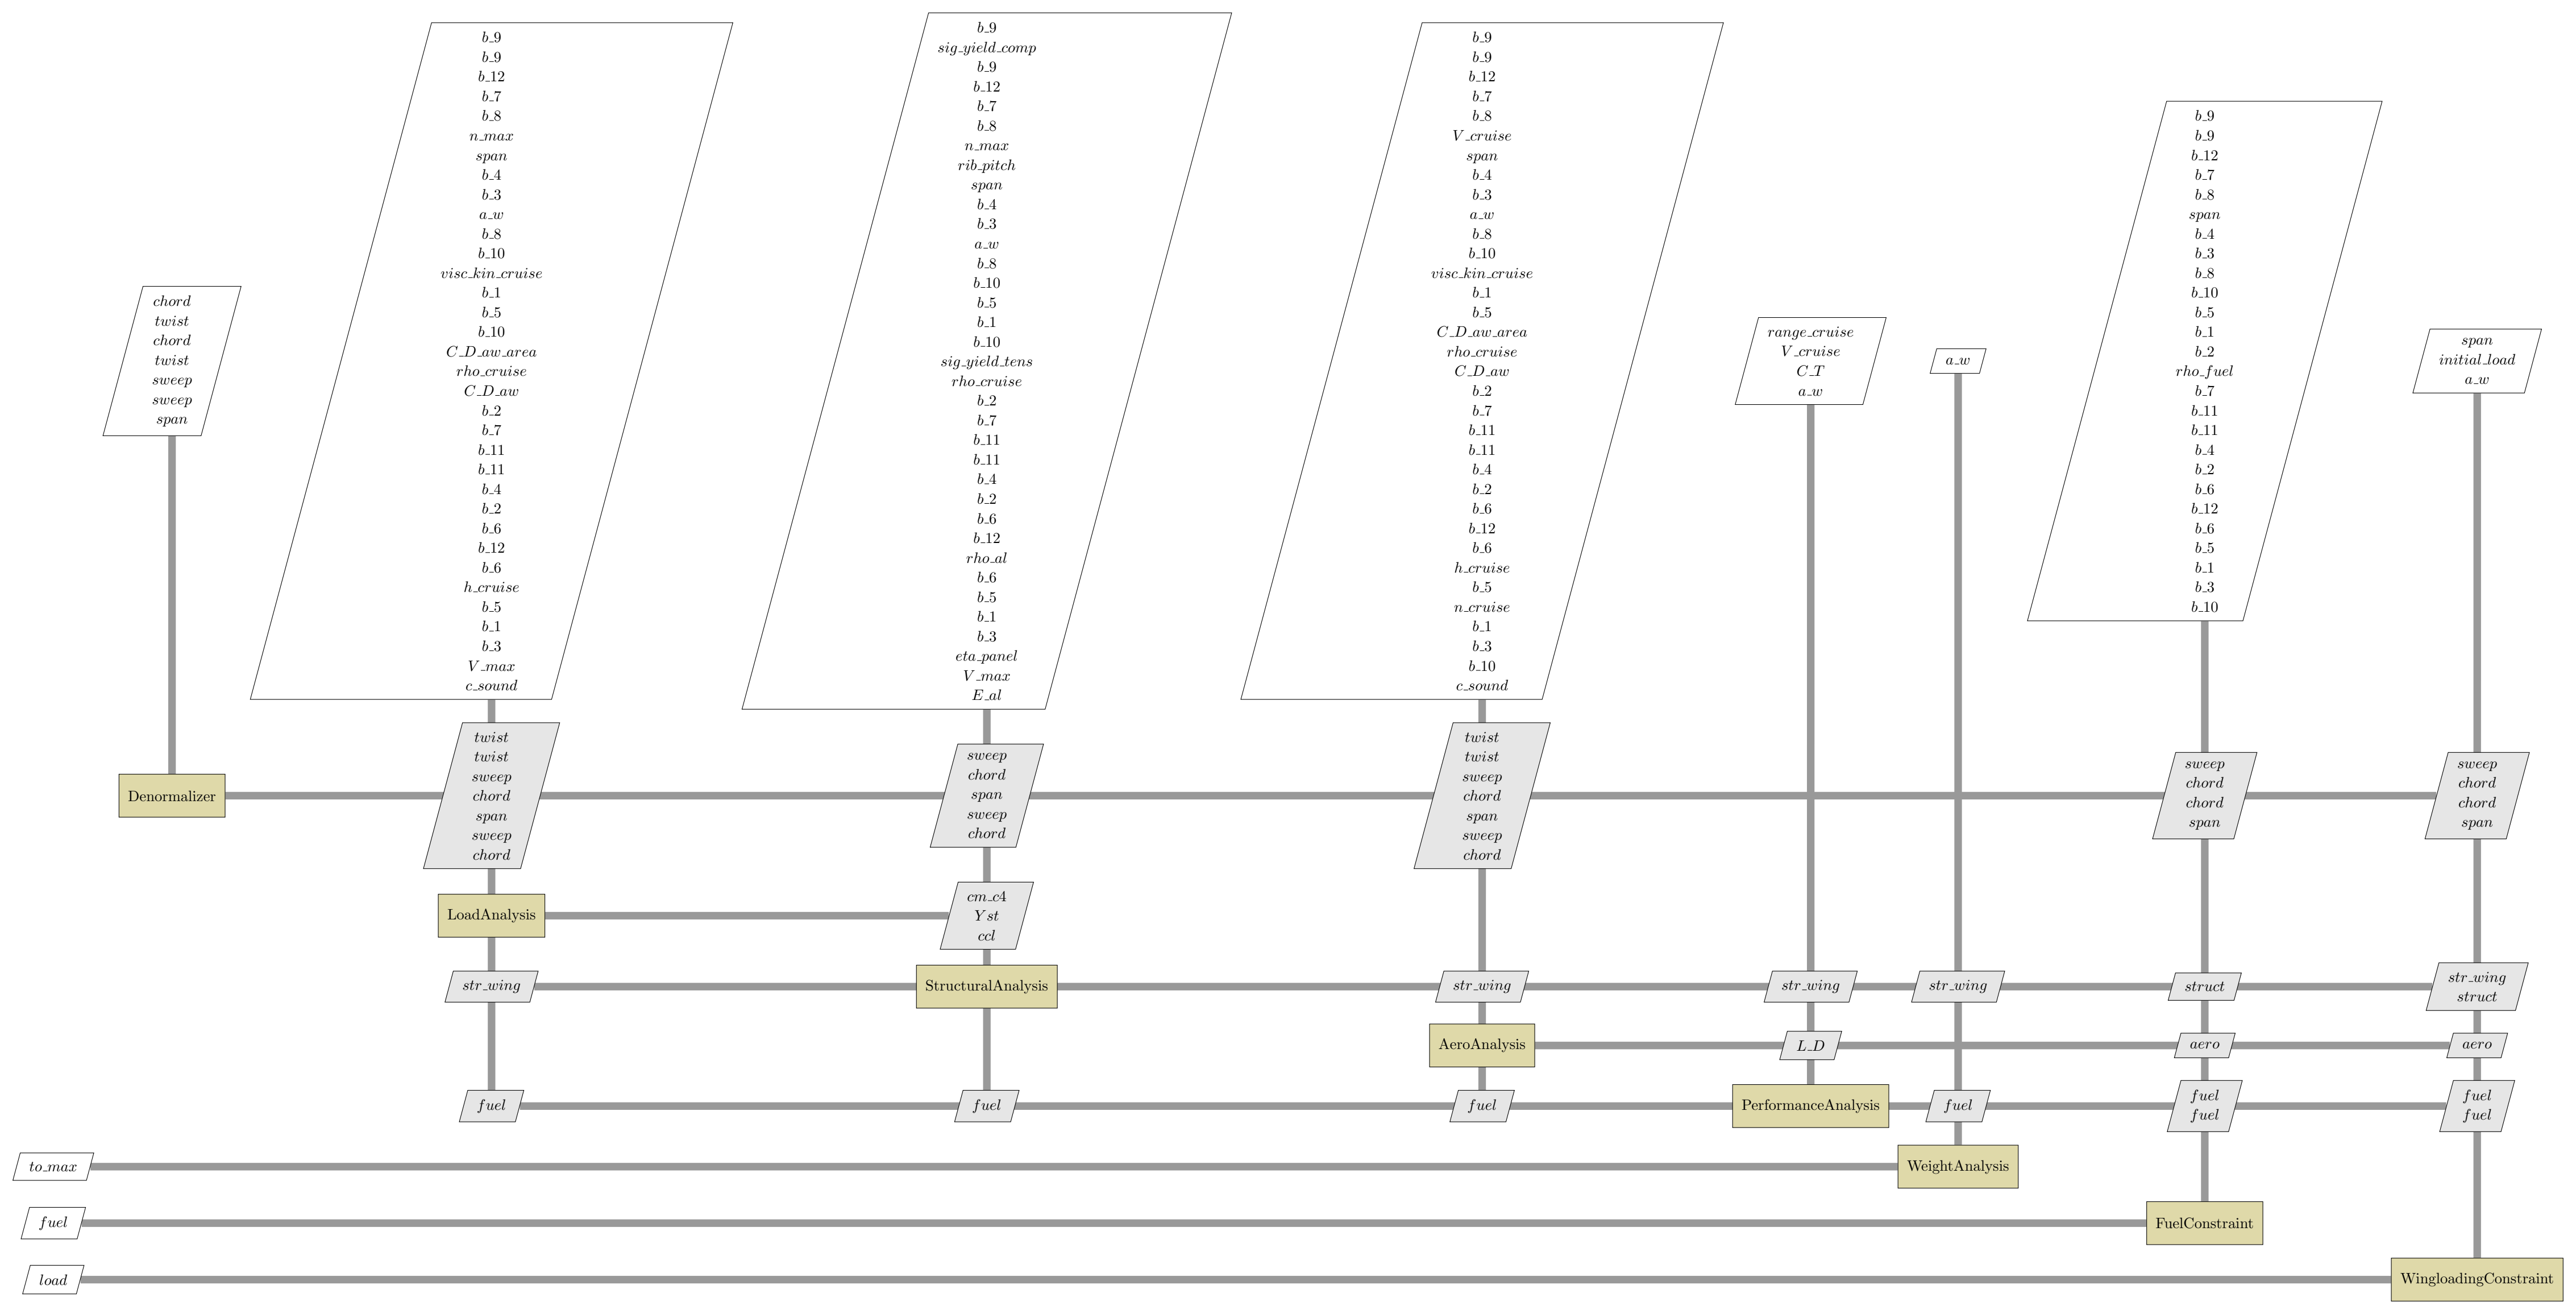 chord
twist
chord
twist
sweep
sweep
span
b_9
b_9
b_12
b_7
b_8
n_max
span
b_4
b_3
a_w
b_8
b_10
visc_kin_cruise
b_1
b_5
b_10
C_D_aw_area
rho_cruise
C_D_aw
b_2
b_7
b_11
b_11
b_4
b_2
b_6
b_12
b_6
h_cruise
b_5
b_1
b_3
V_max
c_sound
b_9
sig_yield_comp
b_9
b_12
b_7
b_8
n_max
rib_pitch
span
b_4
b_3
a_w
b_8
b_10
b_5
b_1
b_10
sig_yield_tens
rho_cruise
b_2
b_7
b_11
b_11
b_4
b_2
b_6
b_12
rho_al
b_6
b_5
b_1
b_3
eta_panel
V_max
E_al
b_9
b_9
b_12
b_7
b_8
V_cruise
span
b_4
b_3
a_w
b_8
b_10
visc_kin_cruise
b_1
b_5
C_D_aw_area
rho_cruise
C_D_aw
b_2
b_7
b_11
b_11
b_4
b_2
b_6
b_12
b_6
h_cruise
b_5
n_cruise
b_1
b_3
b_10
c_sound
range_cruise
V_cruise
C_T
a_w
a_w
b_9
b_9
b_12
b_7
b_8
span
b_4
b_3
b_8
b_10
b_5
b_1
b_2
rho_fuel
b_7
b_11
b_11
b_4
b_2
b_6
b_12
b_6
b_5
b_1
b_3
b_10
span
initial_load
a_w
Denormalizer
twist
twist
sweep
chord
span
sweep
chord
sweep
chord
span
sweep
chord
twist
twist
sweep
chord
span
sweep
chord
sweep
chord
chord
span
sweep
chord
chord
span
LoadAnalysis
cm_c4
Yst
ccl
str_wing
StructuralAnalysis
str_wing
str_wing
str_wing
struct
str_wing
struct
AeroAnalysis
L_D
aero
aero
fuel
fuel
fuel
PerformanceAnalysis
fuel
fuel
fuel
fuel
fuel
to_max
WeightAnalysis
fuel
FuelConstraint
load
WingloadingConstraint